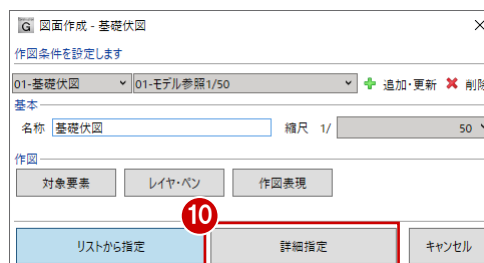 G 図面作成 - 基礎伏図 ×
作図条件を設定します
01-基礎伏図 01-モデル参照1/50 追加・更新 削除
基本
名称 基礎伏図 縮尺 1/ 50
作図
対象要素 レイヤ・ペン 作図表現
10
リストから指定 詳細指定 キャンセル